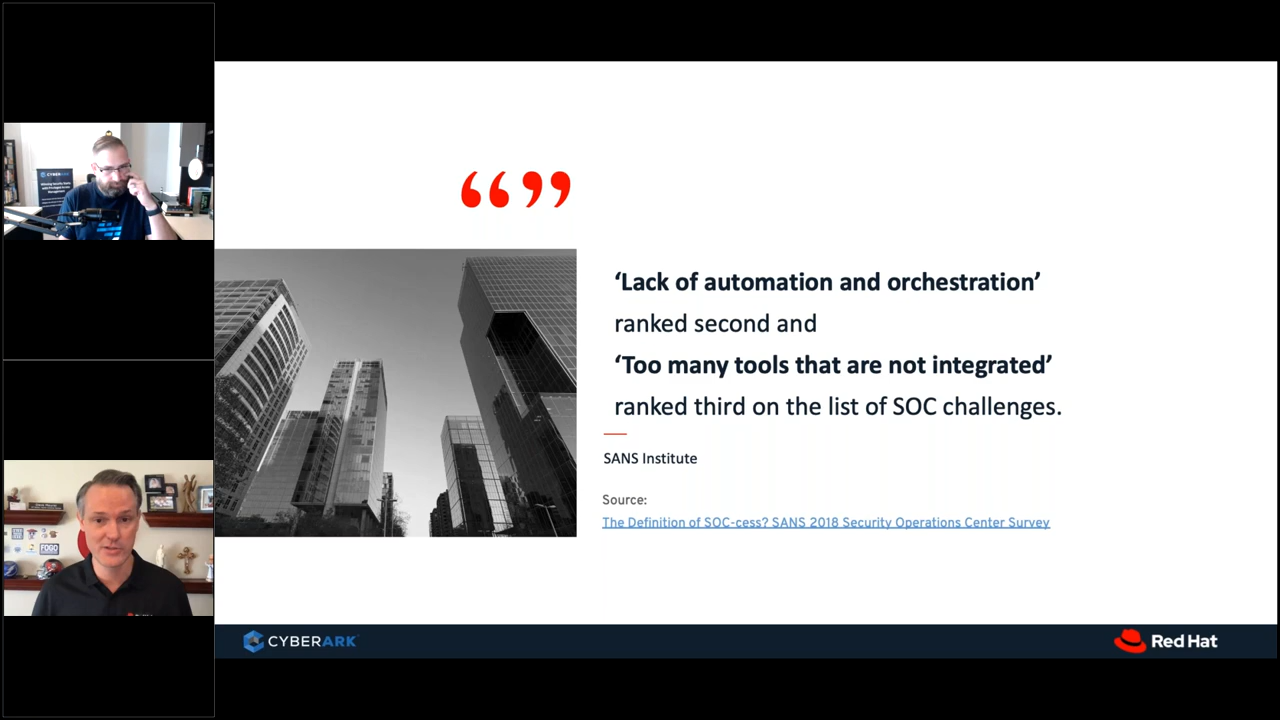 “ ”
‘Lack of automation and orchestration’
ranked second and
‘Too many tools that are not integrated’
ranked third on the list of SOC challenges.
SANS Institute
Source:
The Definition of SOC-cess? SANS 2018 Security Operations Center Survey
CYBERARK
Red Hat
CYBERARK
FOGO